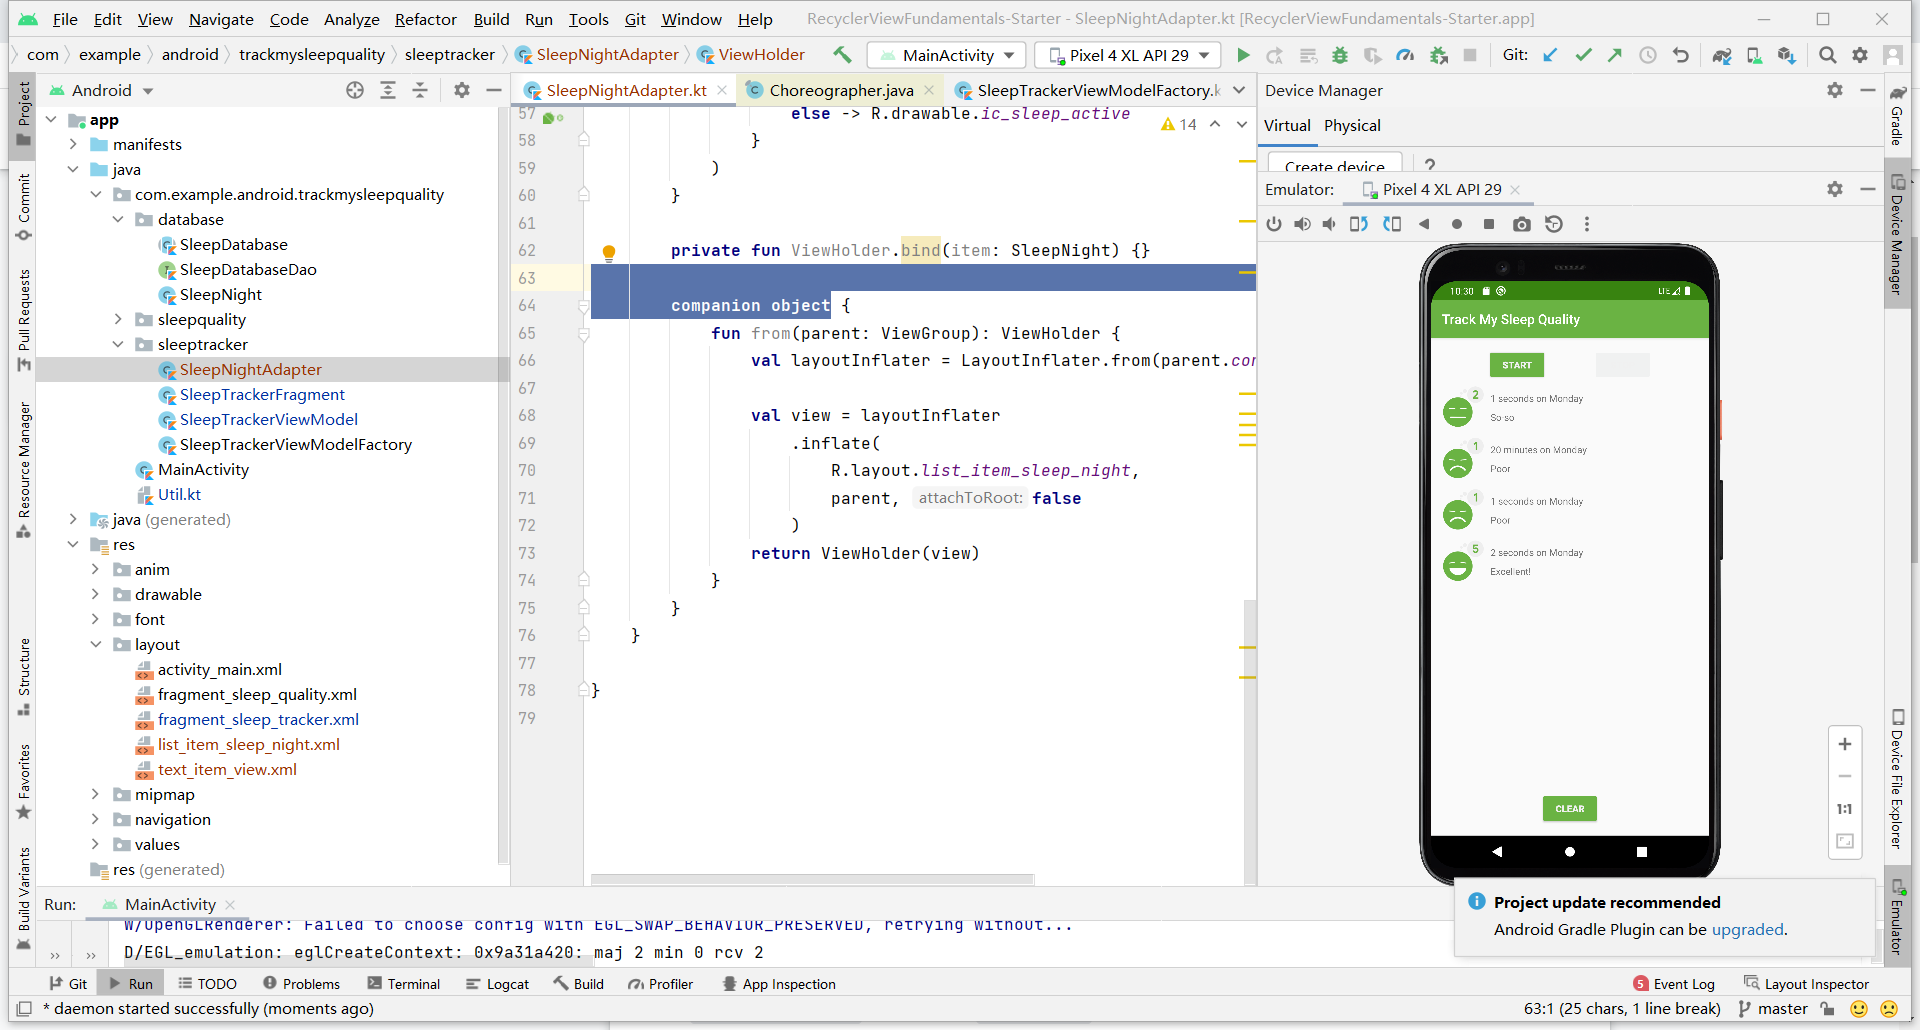 File Edit View Navigate Code Analyze Refactor Build Run Tools Git Window Help RecyclerViewFundamentals-Starter - SleepNightAdapter.kt [RecyclerViewFundamentals-Starter.app]
com example android trackmysleepquality sleeptracker SleepNightAdapter ViewHolder MainActivity Pixel 4 XL API 29 Git:
Project
Commit
Pull Requests
Resource Manager
Structure
Favorites
Build Variants
Android
app
manifests
java
com.example.android.trackmysleepquality
database
SleepDatabase
SleepDatabaseDao
SleepNight
sleepquality
sleeptracker
SleepNightAdapter
SleepTrackerFragment
SleepTrackerViewModel
SleepTrackerViewModelFactory
MainActivity
Util.kt
java (generated)
res
anim
drawable
font
layout
activity_main.xml
fragment_sleep_quality.xml
fragment_sleep_tracker.xml
list_item_sleep_night.xml
text_item_view.xml
mipmap
navigation
values
res (generated)
SleepNightAdapter.kt Choreographer.java SleepTrackerViewModelFactory.k
14
57 else -> R.drawable.ic_sleep_active
58 }
59 )
60 }
61
62 private fun ViewHolder.bind(item: SleepNight) {}
63
64 companion object {
65 fun from(parent: ViewGroup): ViewHolder {
66 val layoutInflater = LayoutInflater.from(parent.cor
67
68 val view = layoutInflater
69 .inflate(
70 R.layout.list_item_sleep_night,
71 parent, attachToRoot: false
72 )
73 return ViewHolder(view)
74 }
75 }
76 }
77
78 }
79
Device Manager
Virtual Physical
Create device ?
Emulator: Pixel 4 XL API 29
10:30 LTE
Track My Sleep Quality
START
2 1 seconds on Monday
So-so
1 20 minutes on Monday
Poor
1 1 seconds on Monday
Poor
5 2 seconds on Monday
Excellent!
CLEAR
1:1
Gradle
Device Manager
Device File Explorer
Emulator
Project update recommended
Android Gradle Plugin can be upgraded.
Run: MainActivity
W/OpenGLRenderer: Failed to choose config with EGL_SWAP_BEHAVIOR_PRESERVED, retrying without...
D/EGL_emulation: eglCreateContext: 0x9a31a420: maj 2 min 0 rcv 2
Git Run TODO Problems Terminal Logcat Build Profiler App Inspection 5 Event Log Layout Inspector
* daemon started successfully (moments ago) 63:1 (25 chars, 1 line break) master